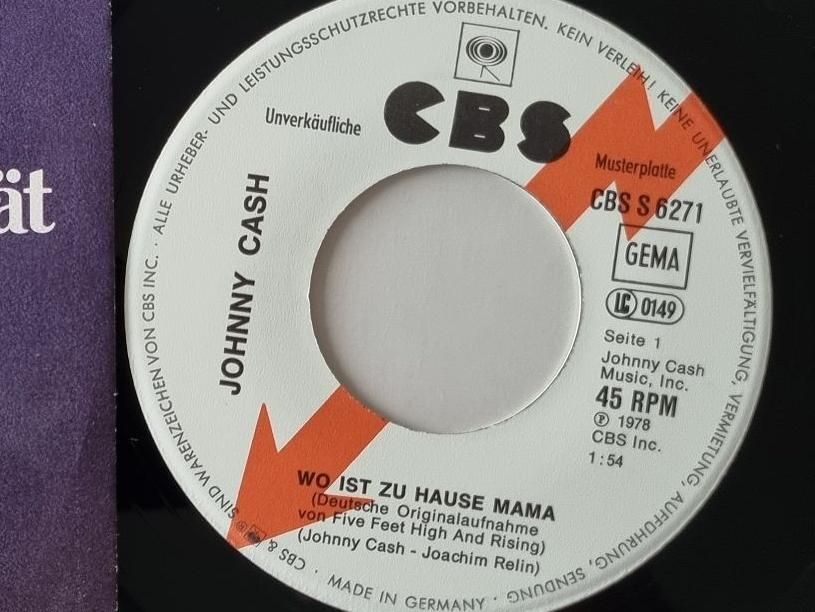 ät
ALLE URHEBER- UND LEISTUNGSSCHUTZRECHTE VORBEHALTEN. KEIN VERLEIH! KEINE UNERLAUBTE VERVIELFÄLTIGUNG, VERMIETUNG, AUFFÜHRUNG, SENDUNG
CBS
Unverkäufliche
Musterplatte
CBS S 6271
GEMA
LC 0149
Seite 1
Johnny Cash
Music, Inc.
45 RPM
Ⓟ 1978
CBS Inc.
1:54
JOHNNY CASH
WO IST ZU HAUSE MAMA
(Deutsche Originalaufnahme
von Five Feet High And Rising)
(Johnny Cash - Joachim Relin)
CBS & ® SIND WARENZEICHEN VON CBS INC. ·
· MADE IN GERMANY ·